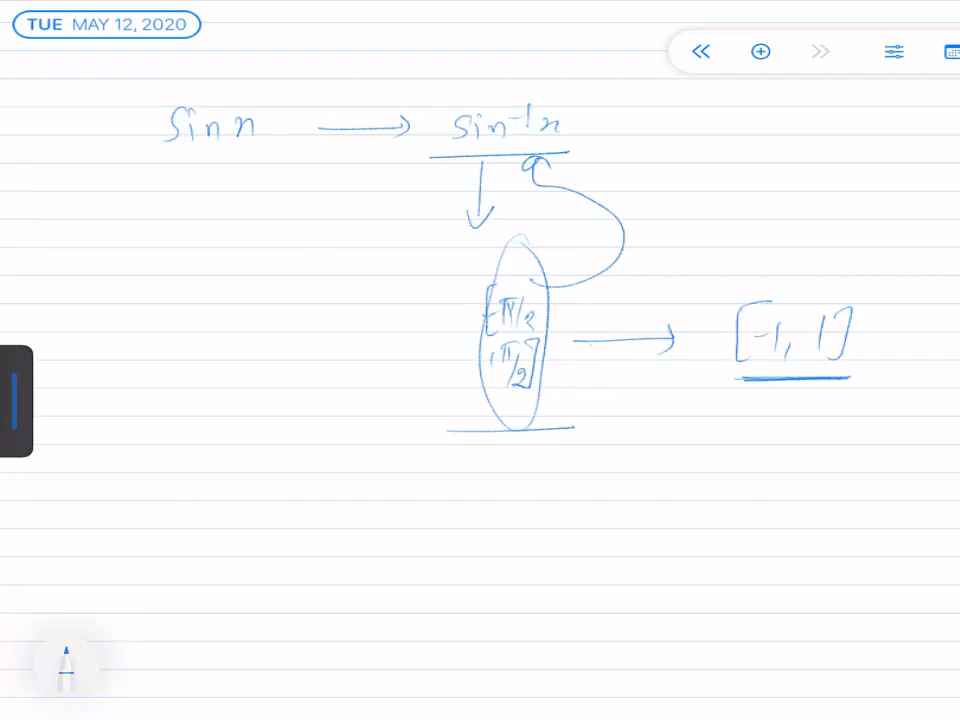 TUE MAY 12, 2020
sin x → sin⁻¹x
[-π/2
, π/2] → [-1, 1]